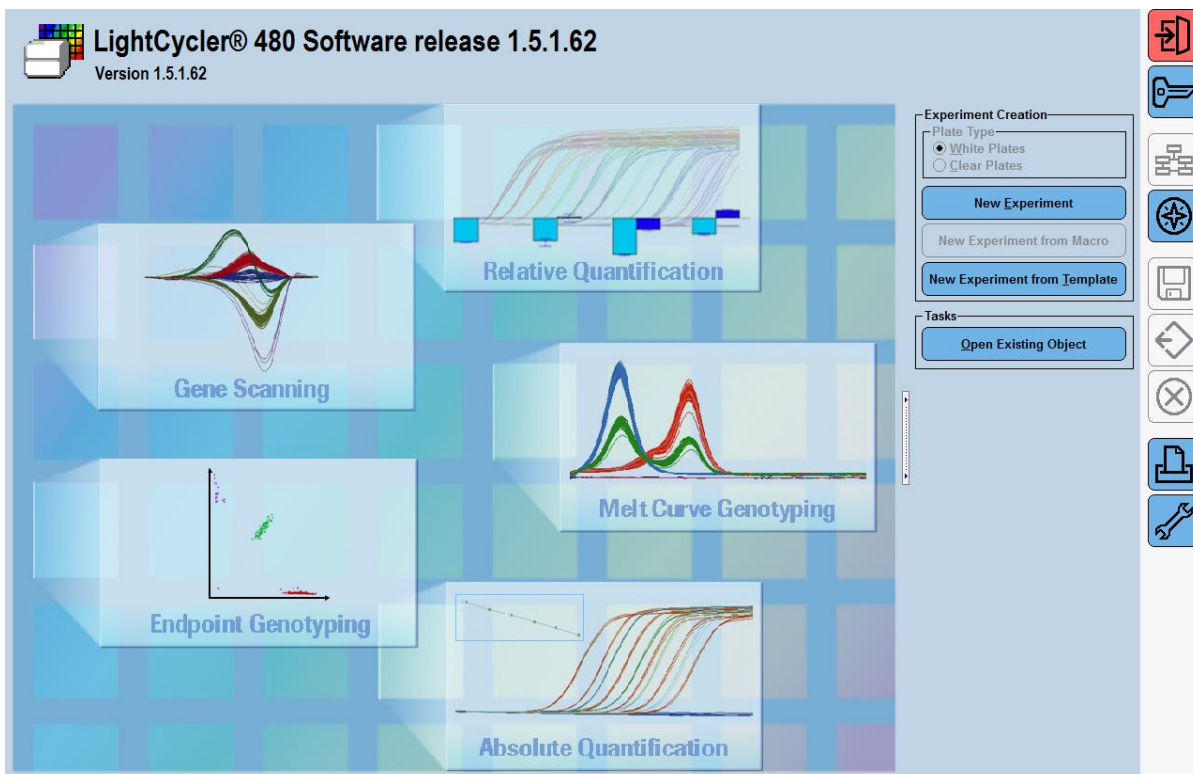 LightCycler® 480 Software release 1.5.1.62
Version 1.5.1.62
Relative Quantification
Gene Scanning
Melt Curve Genotyping
Endpoint Genotyping
Absolute Quantification
Experiment Creation
Plate Type
White Plates
Clear Plates
New Experiment
New Experiment from Macro
New Experiment from Template
Tasks
Open Existing Object